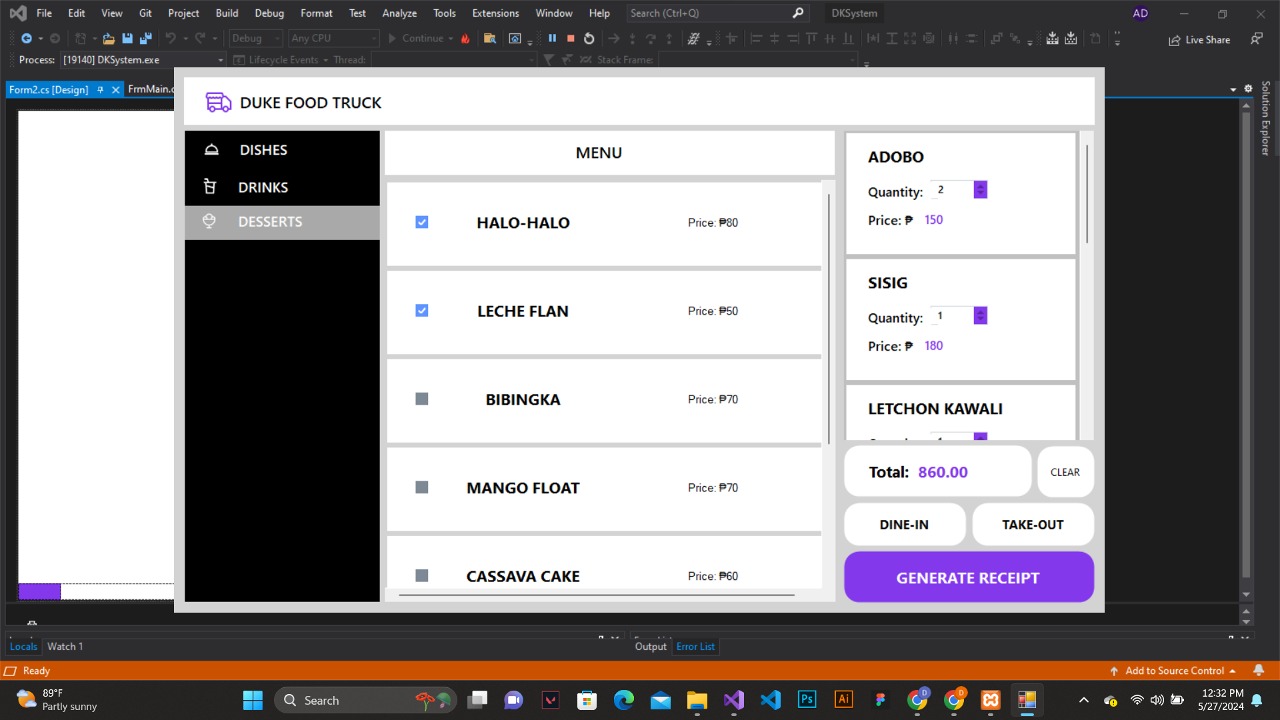 File Edit View Git Project Build Debug Format Test Analyze Tools Extensions Window Help Search (Ctrl+Q) DKSystem AD
Debug Any CPU Continue Live Share
Process: [19140] DKSystem.exe Lifecycle Events Thread: Stack Frame:
Form2.cs [Design] FrmMain.c
Solution Explorer
DUKE FOOD TRUCK
DISHES
DRINKS
DESSERTS
MENU
HALO-HALO Price: ₱80
LECHE FLAN Price: ₱50
BIBINGKA Price: ₱70
MANGO FLOAT Price: ₱70
CASSAVA CAKE Price: ₱60
ADOBO
Quantity: 2
Price: ₱ 150
SISIG
Quantity: 1
Price: ₱ 180
LETCHON KAWALI
Total: 860.00
CLEAR
DINE-IN TAKE-OUT
GENERATE RECEIPT
Locals Watch 1 Output Error List
Ready Add to Source Control
89°F
Partly sunny
Search
12:32 PM
5/27/2024